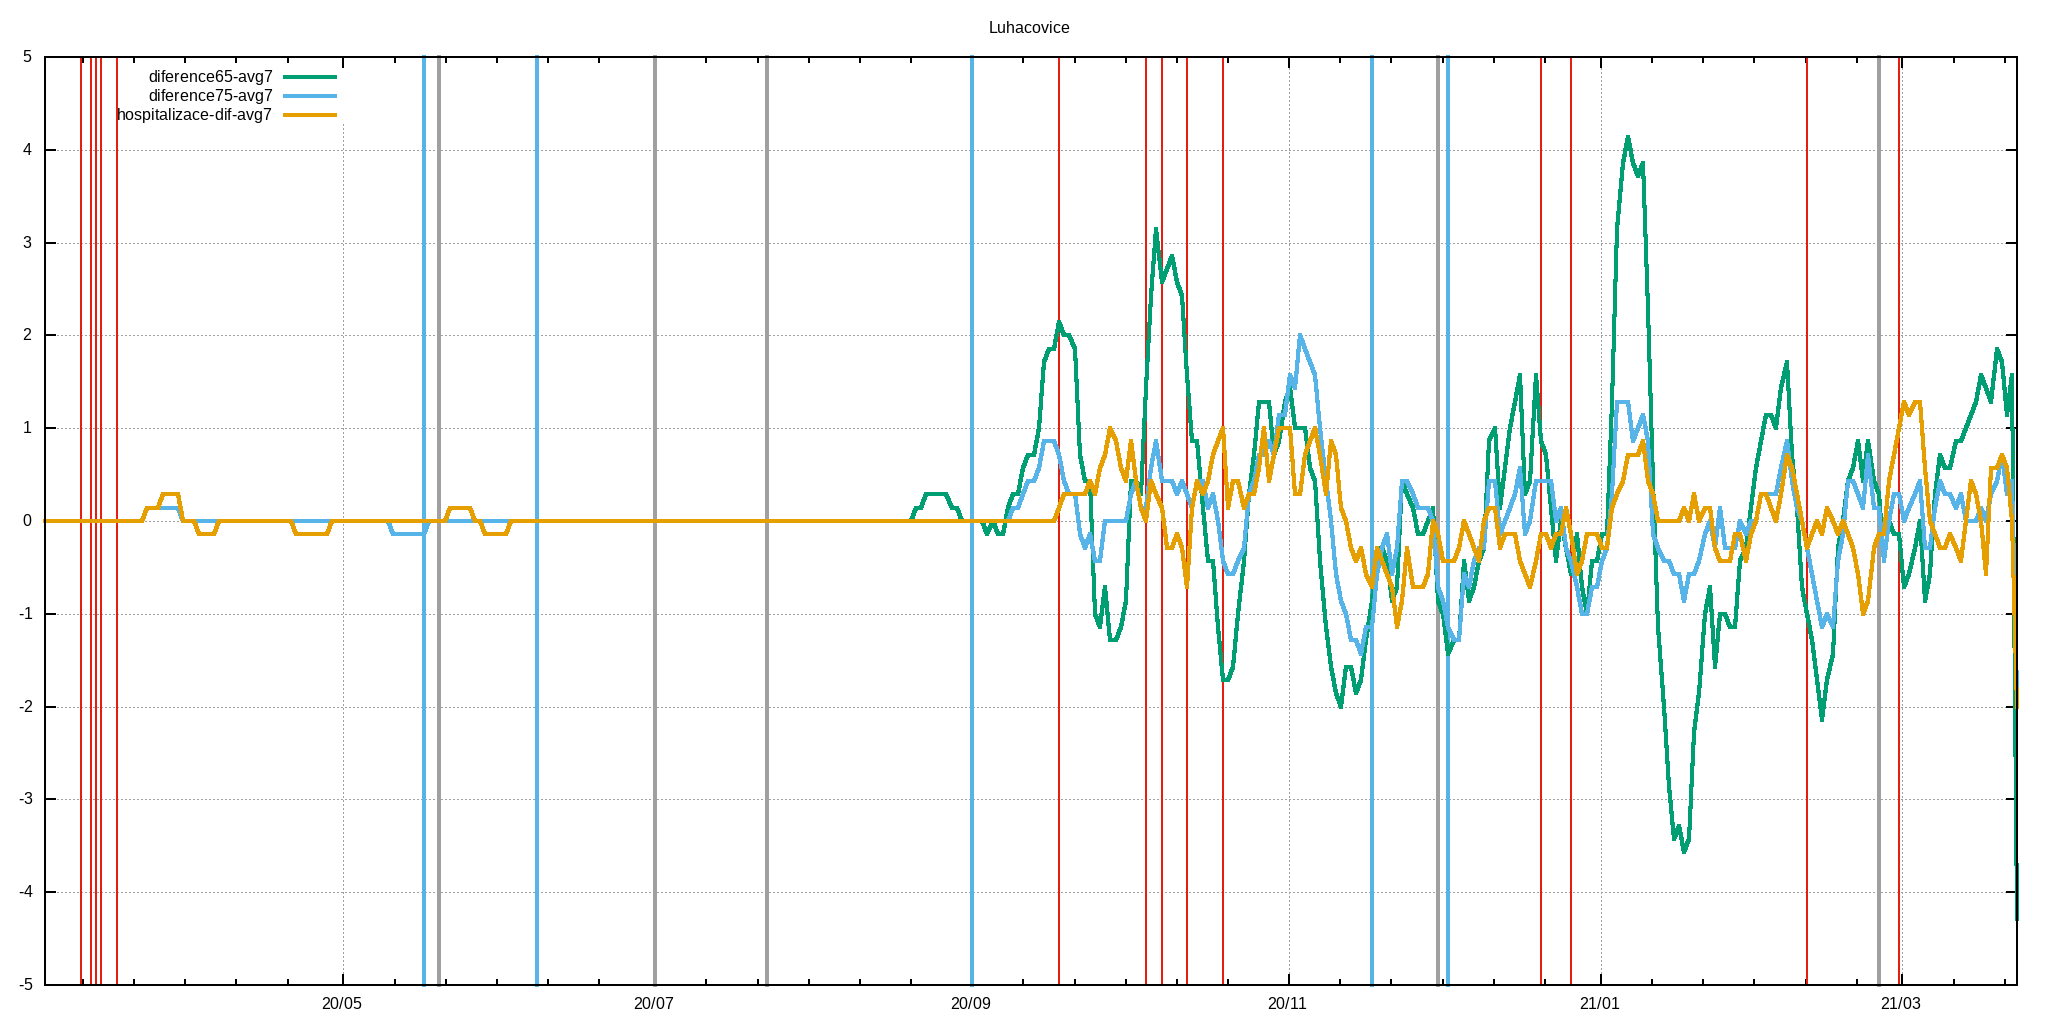 Luhacovice
5
diference65-avg7
diference75-avg7
hospitalizace-dif-avg7
4
3
2
1
0
-1
-2
-3
-4
-5
20/05 20/07 20/09 20/11 21/01 21/03